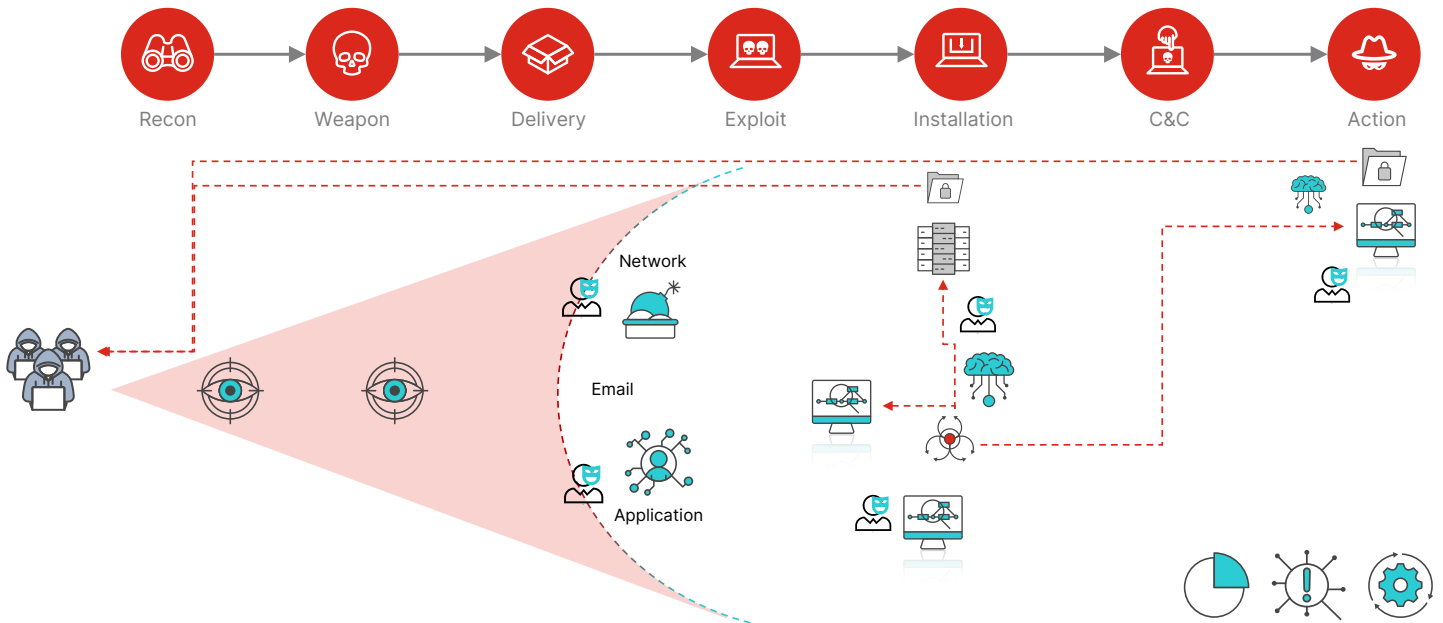 Recon
Weapon
Delivery
Exploit
Installation
C&C
Action
Network
Email
Application